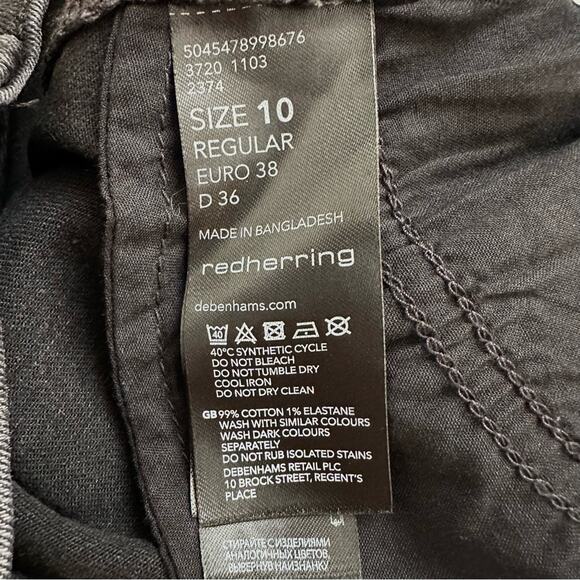 5045478998676
3720 1103
2374
SIZE 10
REGULAR
EURO 38
D 36
MADE IN BANGLADESH
redherring
debenhams.com
40
40°C SYNTHETIC CYCLE
DO NOT BLEACH
DO NOT TUMBLE DRY
COOL IRON
DO NOT DRY CLEAN
GB 99% COTTON 1% ELASTANE
WASH WITH SIMILAR COLOURS
WASH DARK COLOURS
SEPARATELY
DO NOT RUB ISOLATED STAINS
DEBENHAMS RETAIL PLC
10 BROCK STREET, REGENT'S
PLACE
СТИРАЙТЕ С ИЗДЕЛИЯМИ
АНАЛОГИЧНЫХ ЦВЕТОВ,
ВЫВЕРНУВ НАИЗНАНКУ